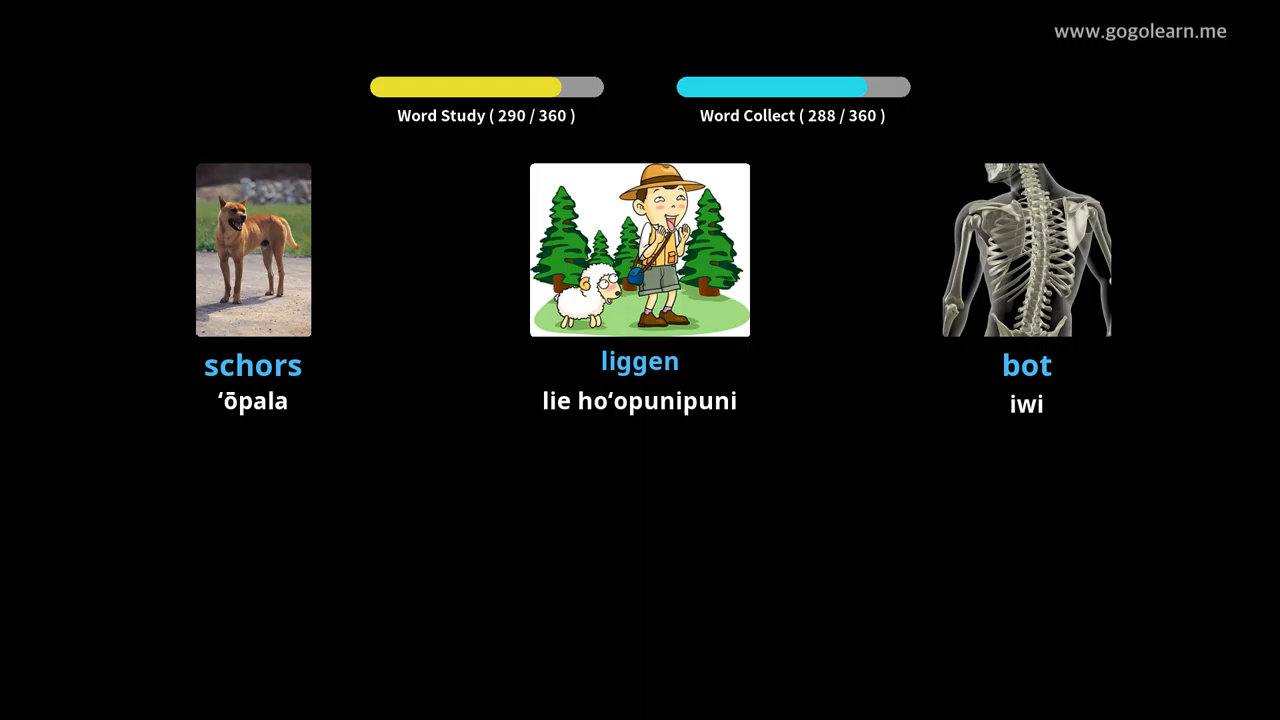 www.gogolearn.me
Word Study ( 290 / 360 )
Word Collect ( 288 / 360 )
schors
ʻōpala
liggen
lie hoʻopunipuni
bot
iwi